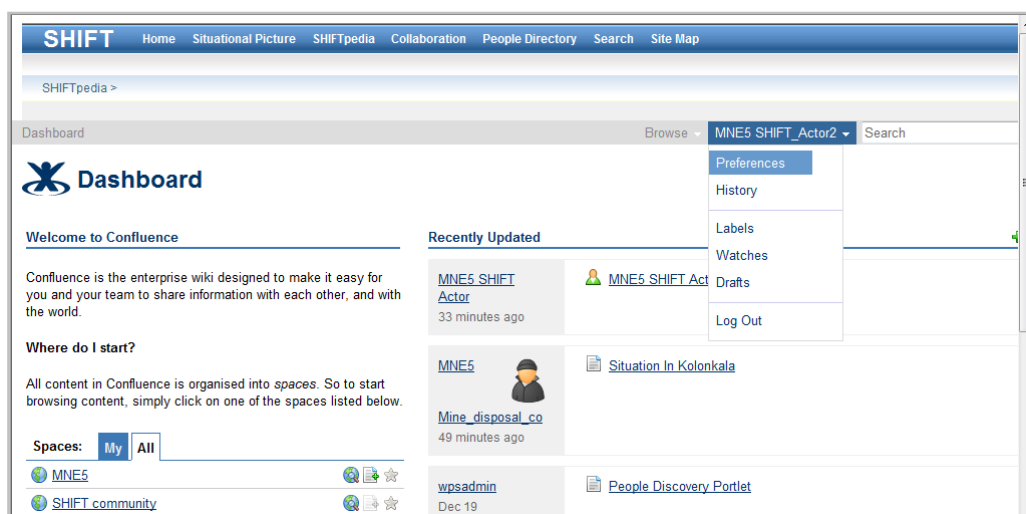 SHIFT Home Situational Picture SHIFTpedia Collaboration People Directory Search Site Map
SHIFTpedia >
Dashboard Browse MNE5 SHIFT_Actor2 Search
Preferences
History
Labels
Watches
Drafts
Log Out
Dashboard
Welcome to Confluence
Confluence is the enterprise wiki designed to make it easy for
you and your team to share information with each other, and with
the world.
Where do I start?
All content in Confluence is organised into spaces. So to start
browsing content, simply click on one of the spaces listed below.
Spaces: My All
MNE5
SHIFT community
Recently Updated
MNE5 SHIFT
Actor
33 minutes ago
MNE5 SHIFT Act
MNE5
Mine_disposal_co
49 minutes ago
Situation In Kolonkala
wpsadmin
Dec 19
People Discovery Portlet